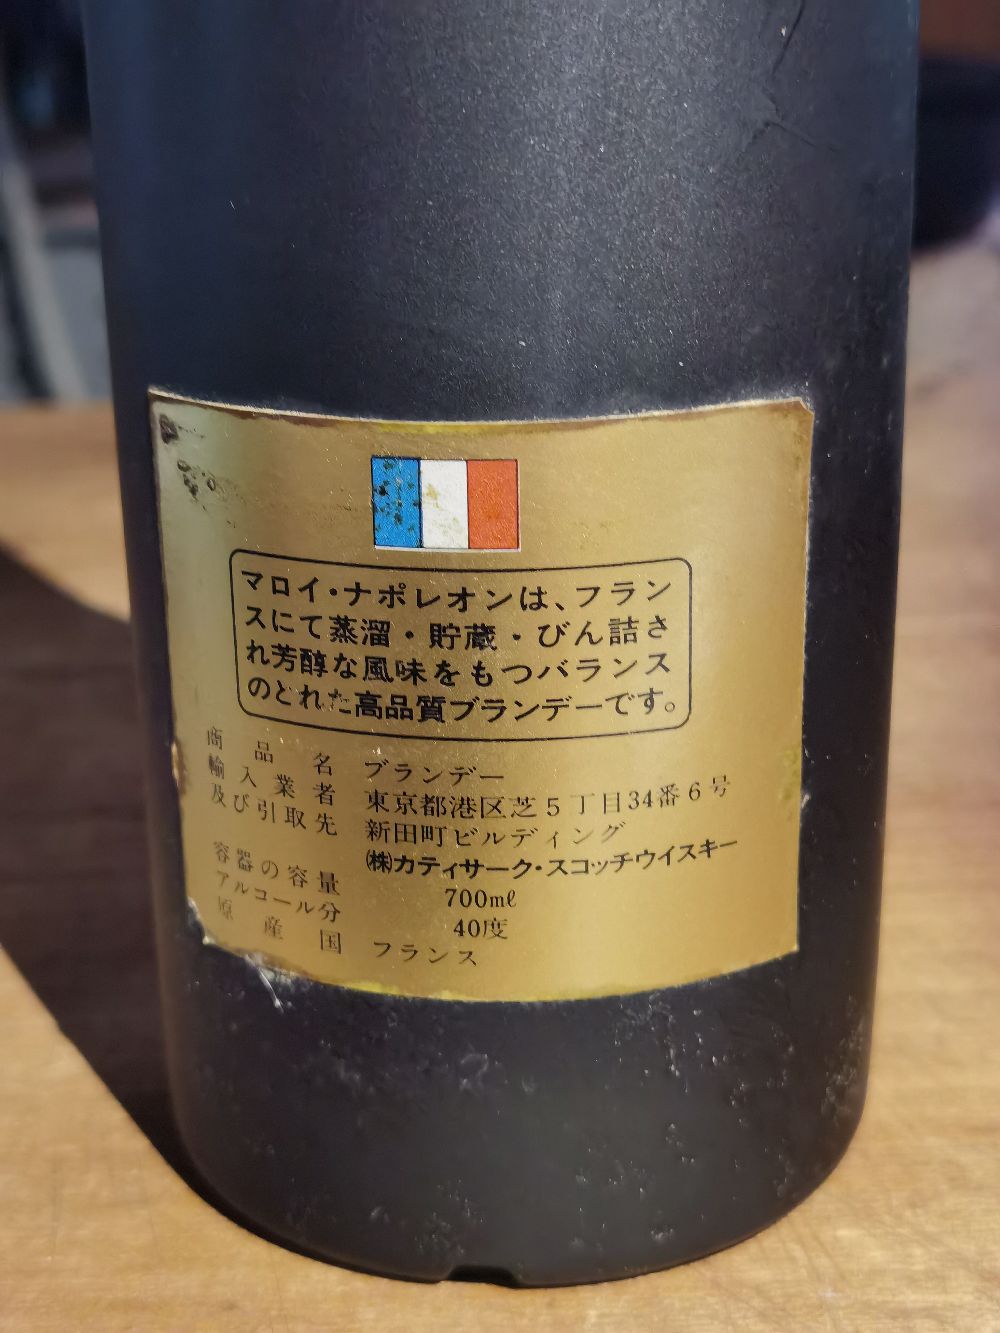 マロイ・ナポレオンは、フラン
スにて蒸溜・貯蔵・びん詰さ
れ芳醇な風味をもつバランス
のとれた高品質ブランデーです。
商品名 ブランデー
輸入業者 東京都港区芝5丁目34番6号
及び引取先 新田町ビルディング
㈱カティサーク・スコッチウイスキー
容器の容量 700mℓ
アルコール分 40度
原産国 フランス